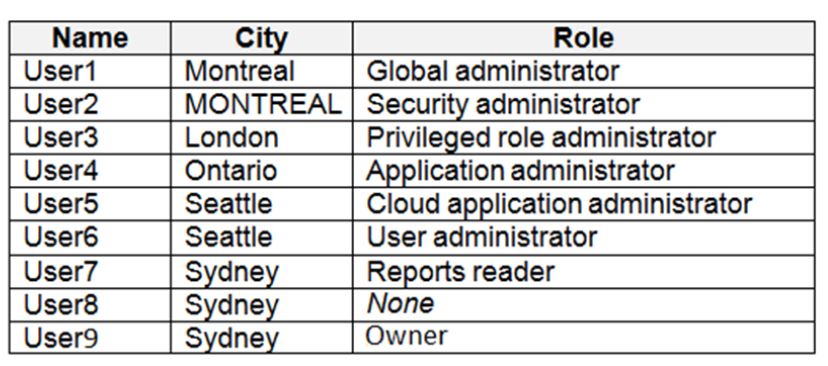 Name City Role
User1 Montreal Global administrator
User2 MONTREAL Security administrator
User3 London Privileged role administrator
User4 Ontario Application administrator
User5 Seattle Cloud application administrator
User6 Seattle User administrator
User7 Sydney Reports reader
User8 Sydney None
User9 Sydney Owner